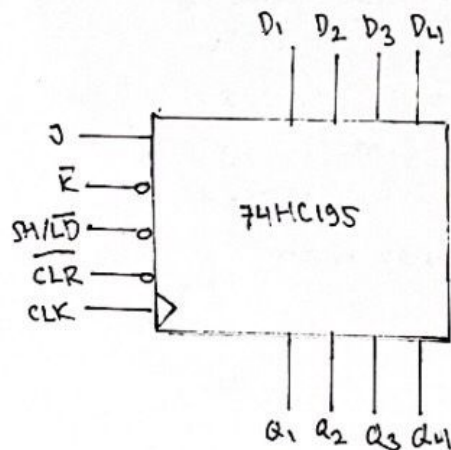 D1 D2 D3 D4
J
K̅
SH/L̅D̅
C̅L̅R̅
CLK
74HC195
Q1 Q2 Q3 Q4